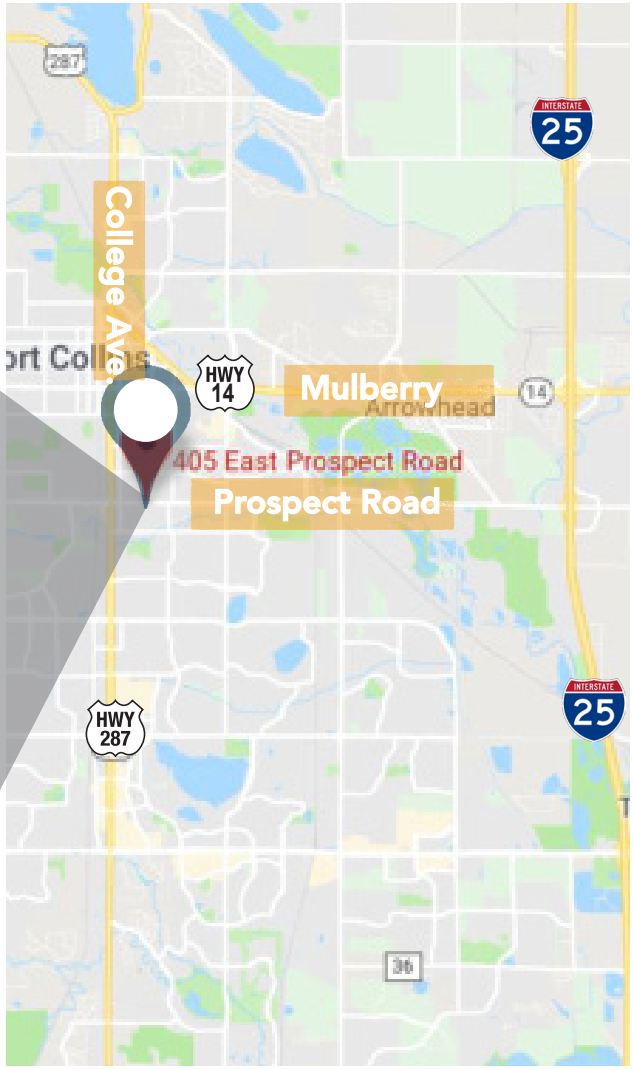 287
INTERSTATE
25
College Ave.
ort Collins
HWY
14
Mulberry
14
Arrowhead
405 East Prospect Road
Prospect Road
INTERSTATE
25
HWY
287
T
36